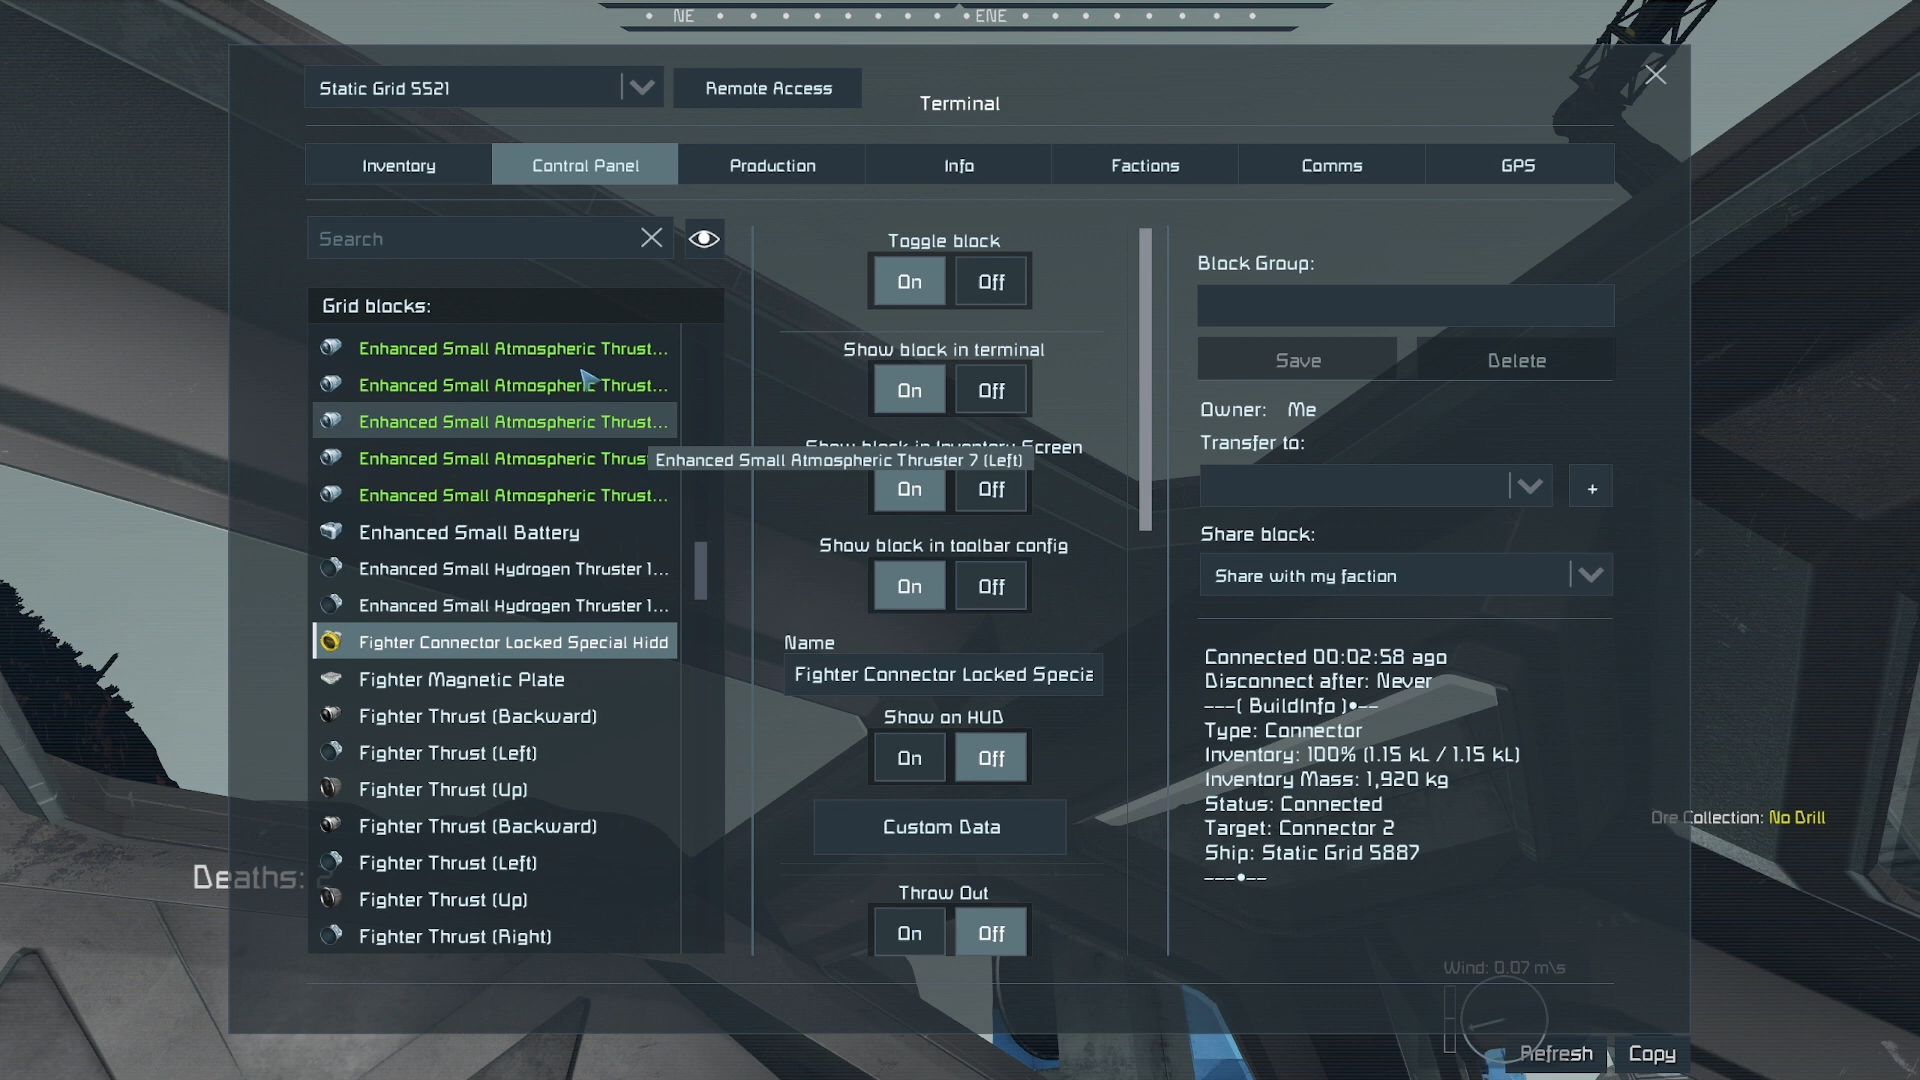 NE
ENE
Static Grid 5521
Remote Access
Terminal
Inventory
Control Panel
Production
Info
Factions
Comms
GPS
Search
Grid blocks:
Enhanced Small Atmospheric Thrust...
Enhanced Small Atmospheric Thrust...
Enhanced Small Atmospheric Thrust...
Enhanced Small Atmospheric Thrus
Enhanced Small Atmospheric Thrust...
Enhanced Small Battery
Enhanced Small Hydrogen Thruster 1...
Enhanced Small Hydrogen Thruster 1...
Fighter Connector Locked Special Hidd
Fighter Magnetic Plate
Fighter Thrust (Backward)
Fighter Thrust (Left)
Fighter Thrust (Up)
Fighter Thrust (Backward)
Fighter Thrust (Left)
Fighter Thrust (Up)
Fighter Thrust (Right)
Toggle block
On Off
Show block in terminal
On Off
Show block in Inventory Screen
Enhanced Small Atmospheric Thruster 7 (Left)
On Off
Show block in toolbar config
On Off
Name
Fighter Connector Locked Specia
Show on HUD
On Off
Custom Data
Throw Out
On Off
Block Group:
Save
Delete
Owner: Me
Transfer to:
+
Share block:
Share with my faction
Connected 00:02:58 ago
Disconnect after: Never
---( BuildInfo )•--
Type: Connector
Inventory: 100% (1.15 kL / 1.15 kL)
Inventory Mass: 1,920 kg
Status: Connected
Target: Connector 2
Ship: Static Grid 5887
---•--
Ore Collection: No Drill
Deaths: 2
Wind: 0.07 m\s
Refresh
Copy